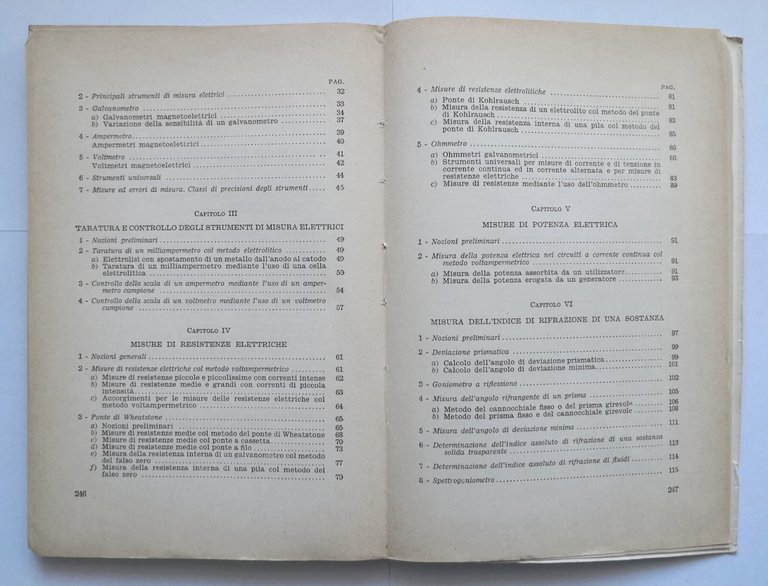 PAG.
2 - Principali strumenti di misura elettrici 32
3 - Galvanometro 33
a) Galvanometri magnetoelettrici 34
b) Variazione della sensibilità di un galvanometro 37
4 - Ampermetro 39
Ampermetri magnetoelettrici 40
5 - Voltmetro 41
Voltmetri magnetoelettrici 42
6 - Strumenti universali 44
7 - Misure ed errori di misura. Classi di precisioni degli strumenti 45
CAPITOLO III
TARATURA E CONTROLLO DEGLI STRUMENTI DI MISURA ELETTRICI
1 - Nozioni preliminari 49
2 - Taratura di un milliampermetro col metodo elettrolitico 49
a) Elettrolisi con spostamento di un metallo dall'anodo al catodo 49
b) Taratura di un milliampermetro mediante l'uso di una cella
elettrolitica 50
3 - Controllo della scala di un ampermetro mediante l'uso di un amper-
metro campione 54
4 - Controllo della scala di un voltmetro mediante l'uso di un voltmetro
campione 57
CAPITOLO IV
MISURE DI RESISTENZE ELETTRICHE
1 - Nozioni generali 61
2 - Misure di resistenze elettriche col metodo voltampermetrico 61
a) Misure di resistenze piccole e piccolissime con correnti intense 62
b) Misure di resistenze medie e grandi con correnti di piccola
intensità 63
c) Accorgimenti per le misure delle resistenze elettriche col
metodo voltampermetrico 64
3 - Ponte di Wheatstone 65
a) Nozioni preliminari 65
b) Misure di resistenze medie col metodo del ponte di Wheatstone 68
c) Misure di resistenze medie col ponte a cassetta 70
d) Misure di resistenze medie col ponte a filo 73
e) Misura della resistenza interna di un galvanometro col metodo
del falso zero 77
f) Misura della resistenza interna di una pila col metodo del
falso zero 79
246
PAG.
4 - Misure di resistenze elettrolitiche 81
a) Ponte di Kohlrausch 81
b) Misura della resistenza di un elettrolito col metodo del ponte
di Kohlrausch 83
c) Misura della resistenza interna di una pila col metodo del
ponte di Kohlrausch 85
5 - Ohmmetro 86
a) Ohmmetri galvanometrici 86
b) Strumenti universali per misure di corrente e di tensione in
corrente continua ed in corrente alternata e per misure di
resistenze elettriche 83
c) Misure di resistenze mediante l'uso dell'ohmmetro 89
CAPITOLO V
MISURE DI POTENZA ELETTRICA
1 - Nozioni preliminari 91
2 - Misura della potenza elettrica nei circuiti a corrente continua col
metodo voltampermetrico 91
a) Misura della potenza assorbita da un utilizzatore 91
b) Misura della potenza erogata da un generatore 93
CAPITOLO VI
MISURA DELL'INDICE DI RIFRAZIONE DI UNA SOSTANZA
1 - Nozioni preliminari 97
2 - Deviazione prismatica 99
a) Calcolo dell'angolo di deviazione prismatica 99
b) Calcolo dell'angolo di deviazione minima 101
3 - Goniometro a riflessione 102
4 - Misura dell'angolo rifrangente di un prisma 105
a) Metodo del cannocchiale fisso o del prisma girevole 106
b) Metodo del prisma fisso e del cannocchiale girevole 108
5 - Misura dell'angolo di deviazione minima 111
6 - Determinazione dell'indice assoluto di rifrazione di una sostanza
solida trasparente 113
7 - Determinazione dell'indice assoluto di rifrazione di fluidi 114
8 - Spettrogoniometro 115
247